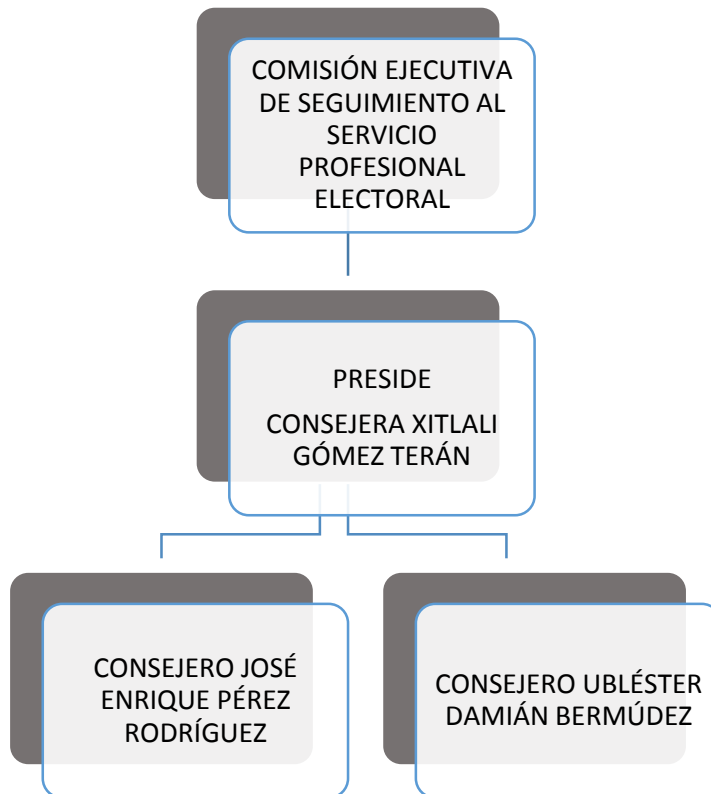 COMISIÓN EJECUTIVA
DE SEGUIMIENTO AL
SERVICIO
PROFESIONAL
ELECTORAL
PRESIDE
CONSEJERA XITLALI
GÓMEZ TERÁN
CONSEJERO JOSÉ
ENRIQUE PÉREZ
RODRÍGUEZ
CONSEJERO UBLÉSTER
DAMIÁN BERMÚDEZ